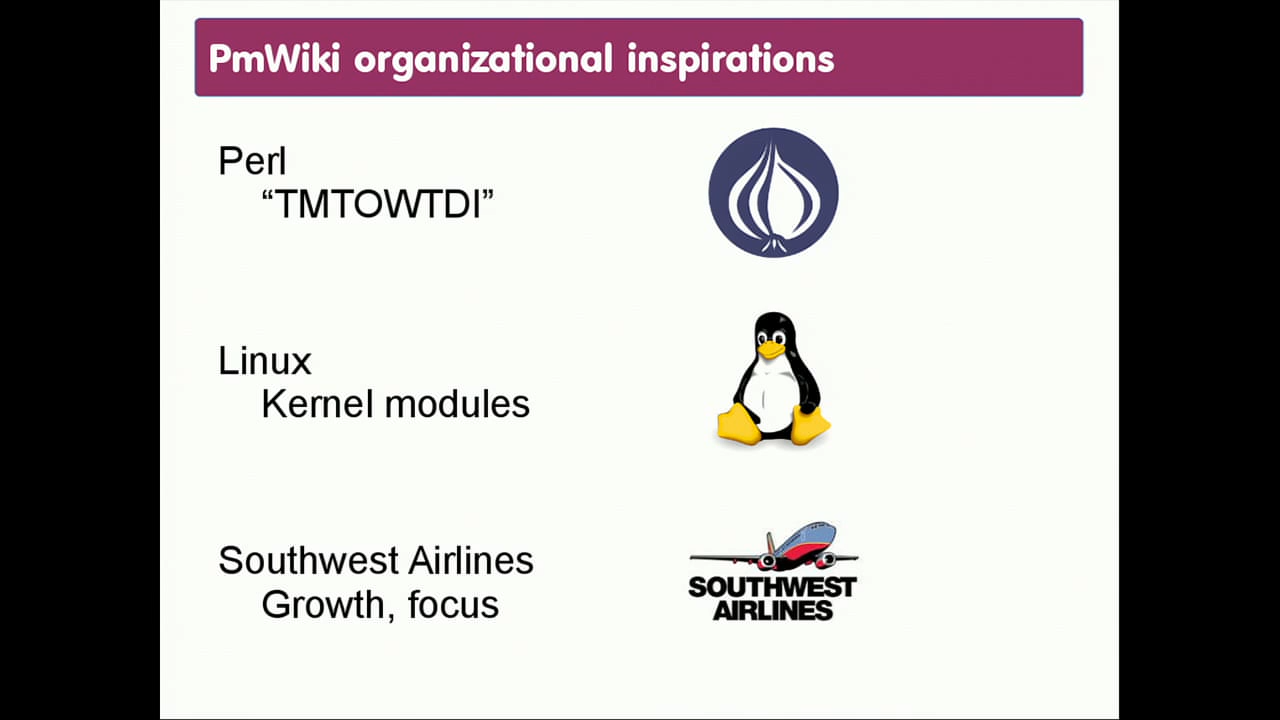 PmWiki organizational inspirations
Perl
“TMTOWTDI”
Linux
Kernel modules
Southwest Airlines
Growth, focus
SOUTHWEST
AIRLINES